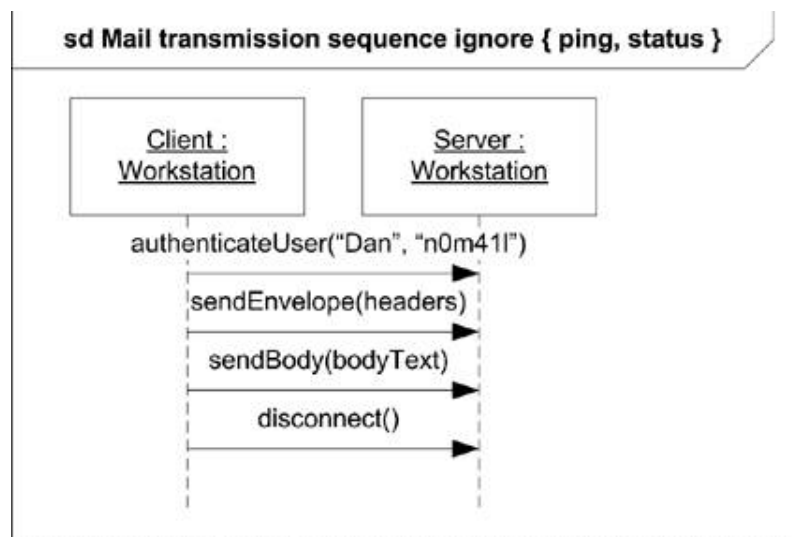 sd Mail transmission sequence ignore { ping, status }
Client :
Workstation
Server :
Workstation
authenticateUser(“Dan”, “n0m41l”)
sendEnvelope(headers)
sendBody(bodyText)
disconnect()